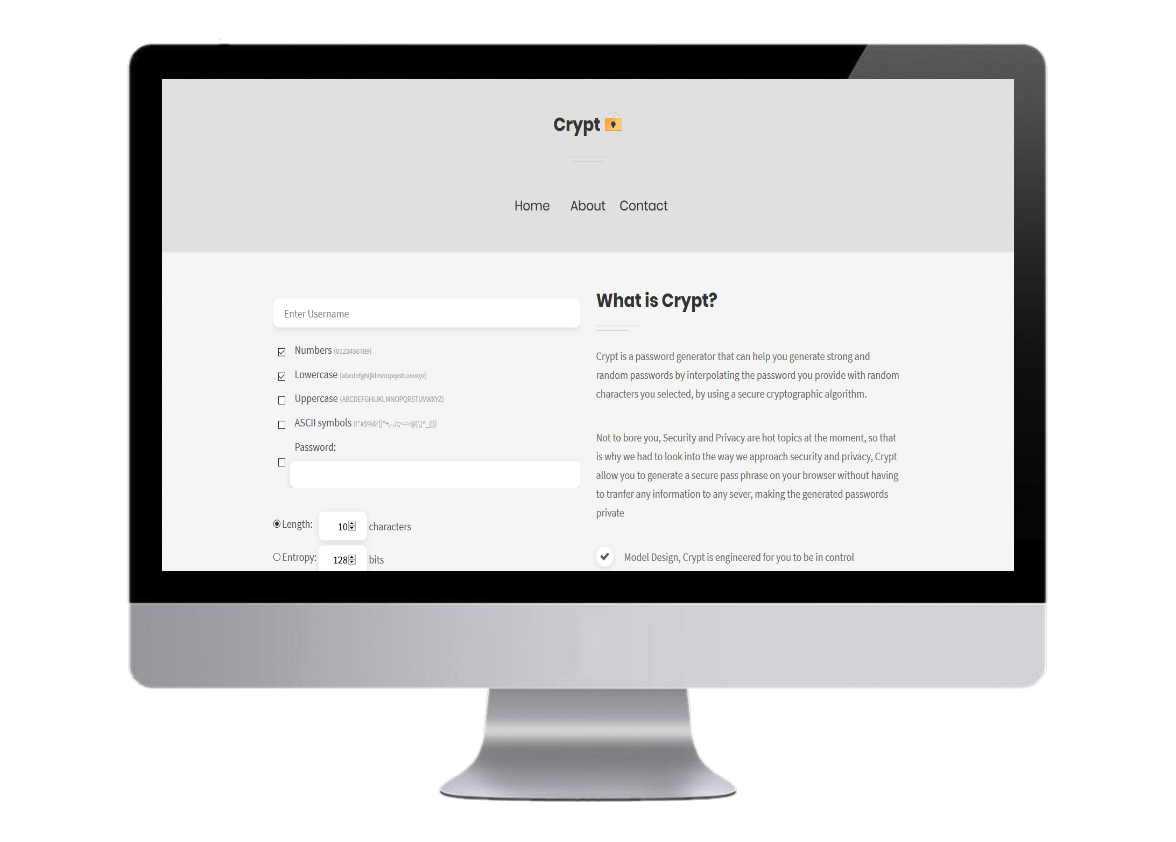 Crypt
Home About Contact
Enter Username
Numbers (0123456789)
Lowercase (abcdefghijklmnopqrstuvwxyz)
Uppercase (ABCDEFGHIJKLMNOPQRSTUVWXYZ)
ASCII symbols
Password:
Length: 10 characters
Entropy: 128 bits
What is Crypt?
Crypt is a password generator that can help you generate strong and
random passwords by interpolating the password you provide with random
characters you selected, by using a secure cryptographic algorithm.
Not to bore you, Security and Privacy are hot topics at the moment, so that
is why we had to look into the way we approach security and privacy, Crypt
allow you to generate a secure pass phrase on your browser without having
to tranfer any information to any sever, making the generated passwords
private
Model Design, Crypt is engineered for you to be in control